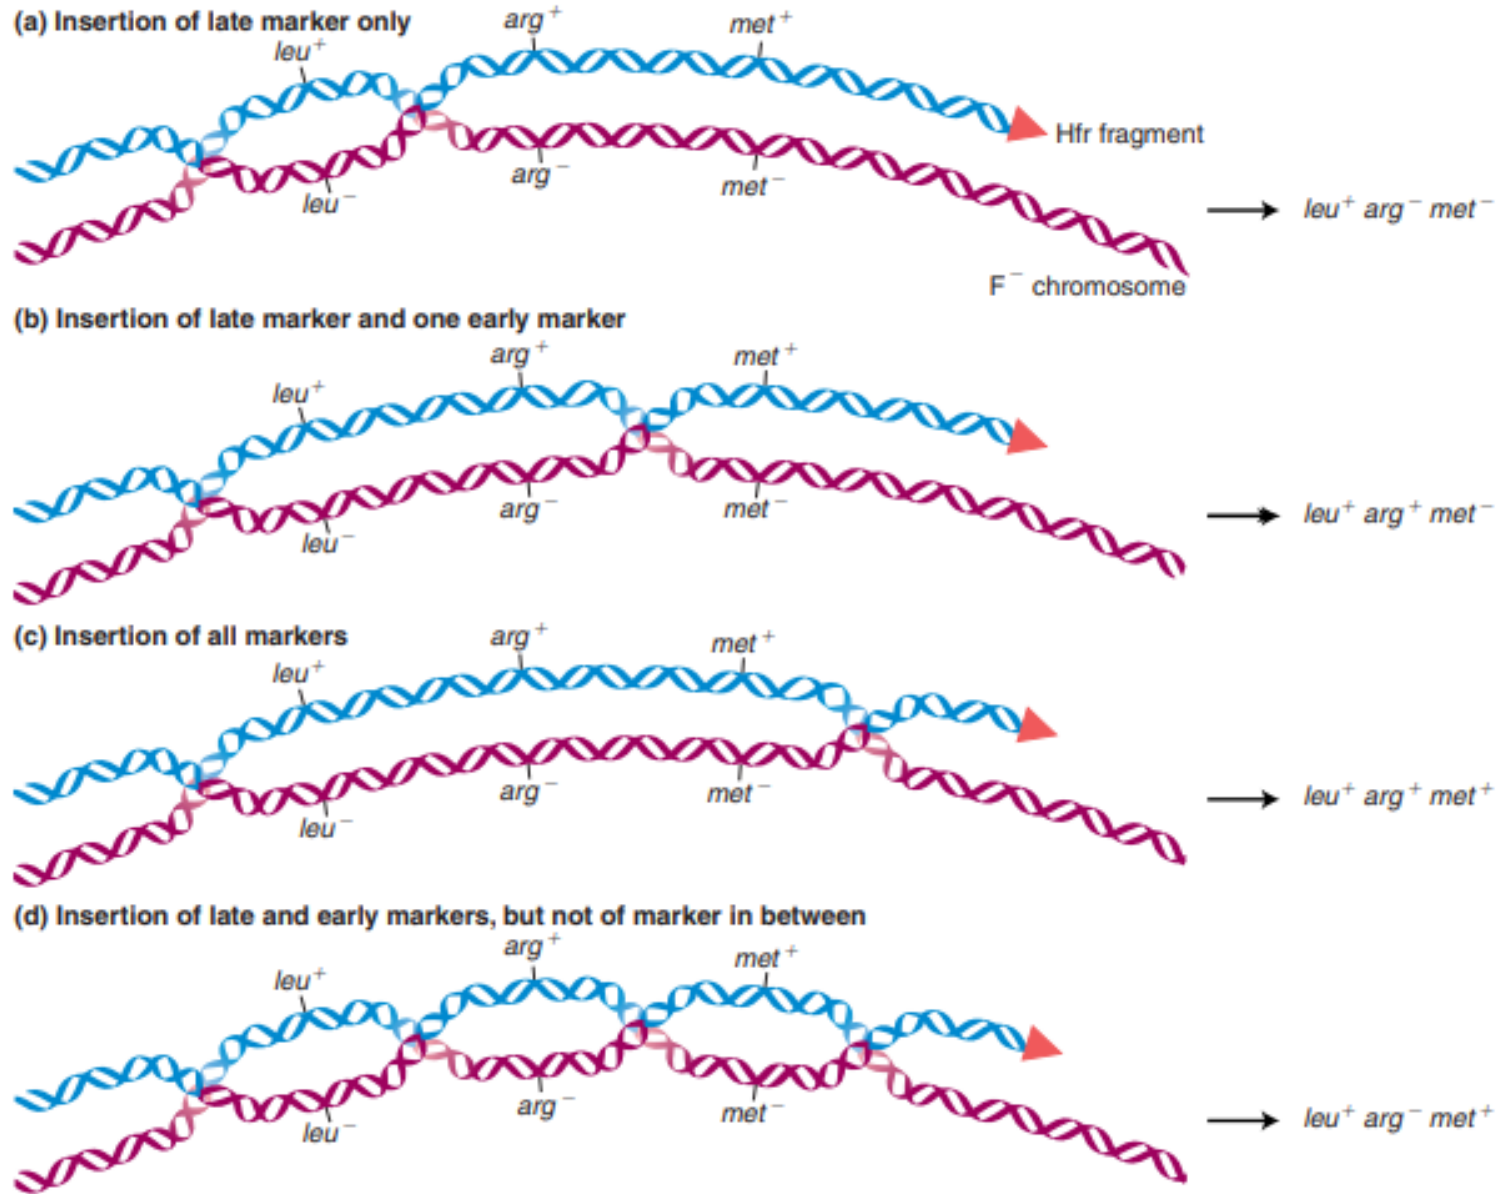 (a) Insertion of late marker only
leu⁺
arg⁺
met⁺
Hfr fragment
leu⁻
arg⁻
met⁻
leu⁺ arg⁻ met⁻
F⁻ chromosome
(b) Insertion of late marker and one early marker
leu⁺
arg⁺
met⁺
leu⁻
arg⁻
met⁻
leu⁺ arg⁺ met⁻
(c) Insertion of all markers
leu⁺
arg⁺
met⁺
leu⁻
arg⁻
met⁻
leu⁺ arg⁺ met⁺
(d) Insertion of late and early markers, but not of marker in between
leu⁺
arg⁺
met⁺
leu⁻
arg⁻
met⁻
leu⁺ arg⁻ met⁺